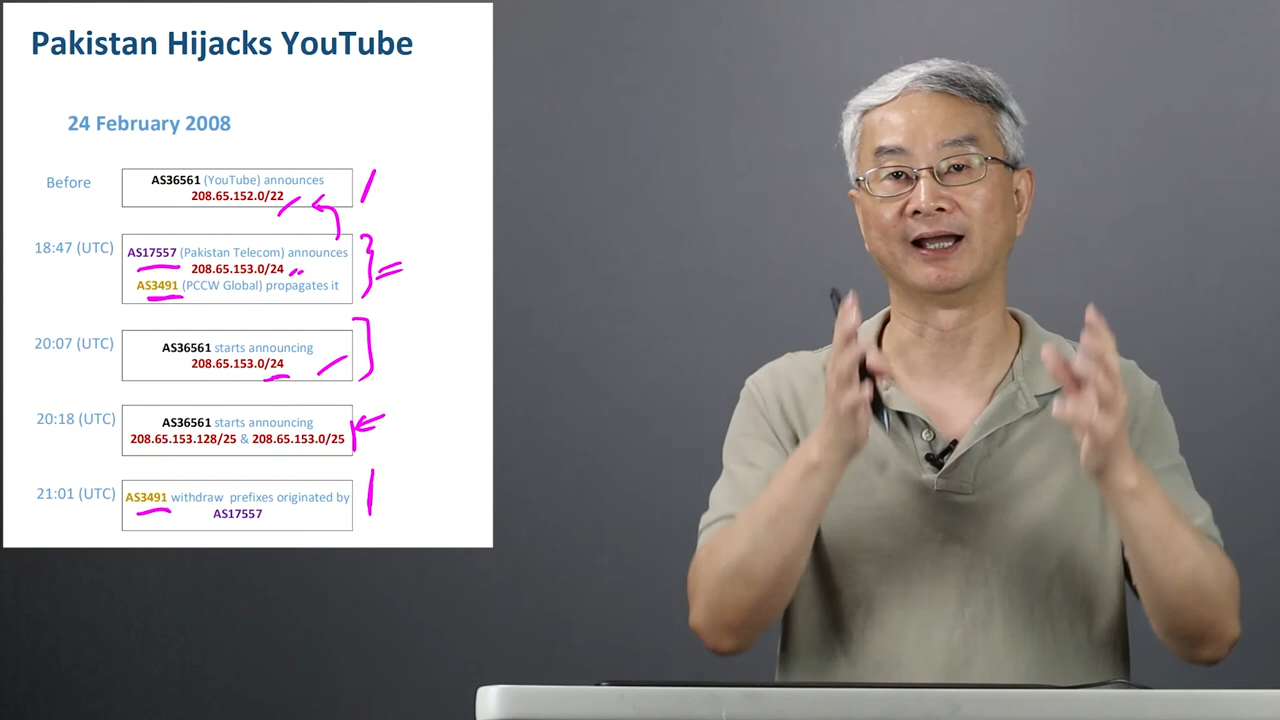 Pakistan Hijacks YouTube
24 February 2008
Before
AS36561 (YouTube) announces
208.65.152.0/22
18:47 (UTC)
AS17557 (Pakistan Telecom) announces
208.65.153.0/24
AS3491 (PCCW Global) propagates it
20:07 (UTC)
AS36561 starts announcing
208.65.153.0/24
20:18 (UTC)
AS36561 starts announcing
208.65.153.128/25 & 208.65.153.0/25
21:01 (UTC)
AS3491 withdraw prefixes originated by
AS17557